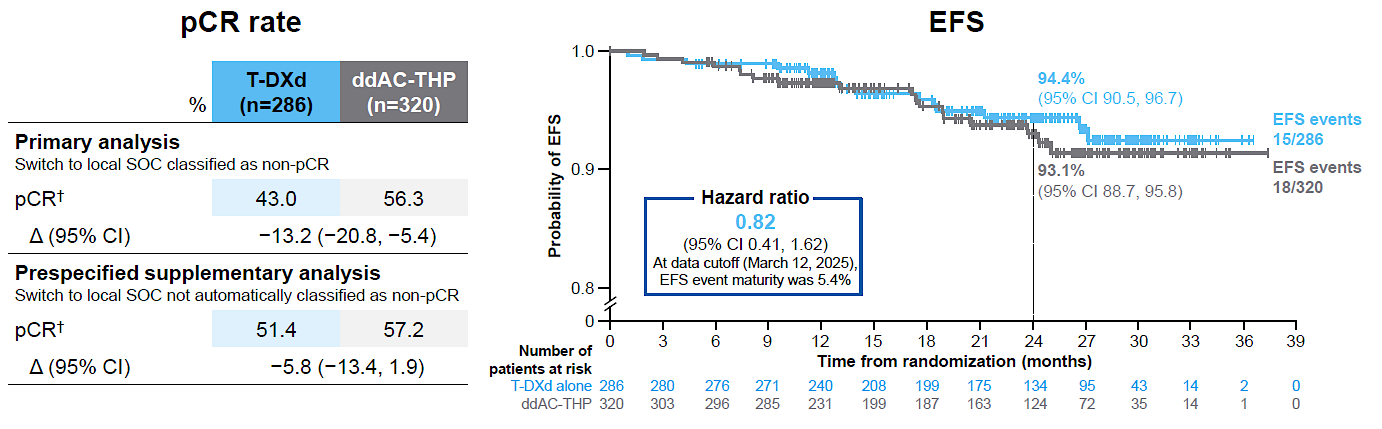 pCR rate
%
T-DXd
(n=286)
ddAC-THP
(n=320)
Primary analysis
Switch to local SOC classified as non-pCR
pCR† 43.0 56.3
Δ (95% CI) −13.2 (−20.8, −5.4)
Prespecified supplementary analysis
Switch to local SOC not automatically classified as non-pCR
pCR† 51.4 57.2
Δ (95% CI) −5.8 (−13.4, 1.9)
EFS
Probability of EFS
1.0
0.9
0.8
0
94.4%
(95% CI 90.5, 96.7)
EFS events
15/286
93.1%
(95% CI 88.7, 95.8)
EFS events
18/320
Hazard ratio
0.82
(95% CI 0.41, 1.62)
At data cutoff (March 12, 2025),
EFS event maturity was 5.4%
0 3 6 9 12 15 18 21 24 27 30 33 36 39
Time from randomization (months)
Number of
patients at risk
T-DXd alone 286 280 276 271 240 208 199 175 134 95 43 14 2 0
ddAC-THP 320 303 296 285 231 199 187 163 124 72 35 14 1 0